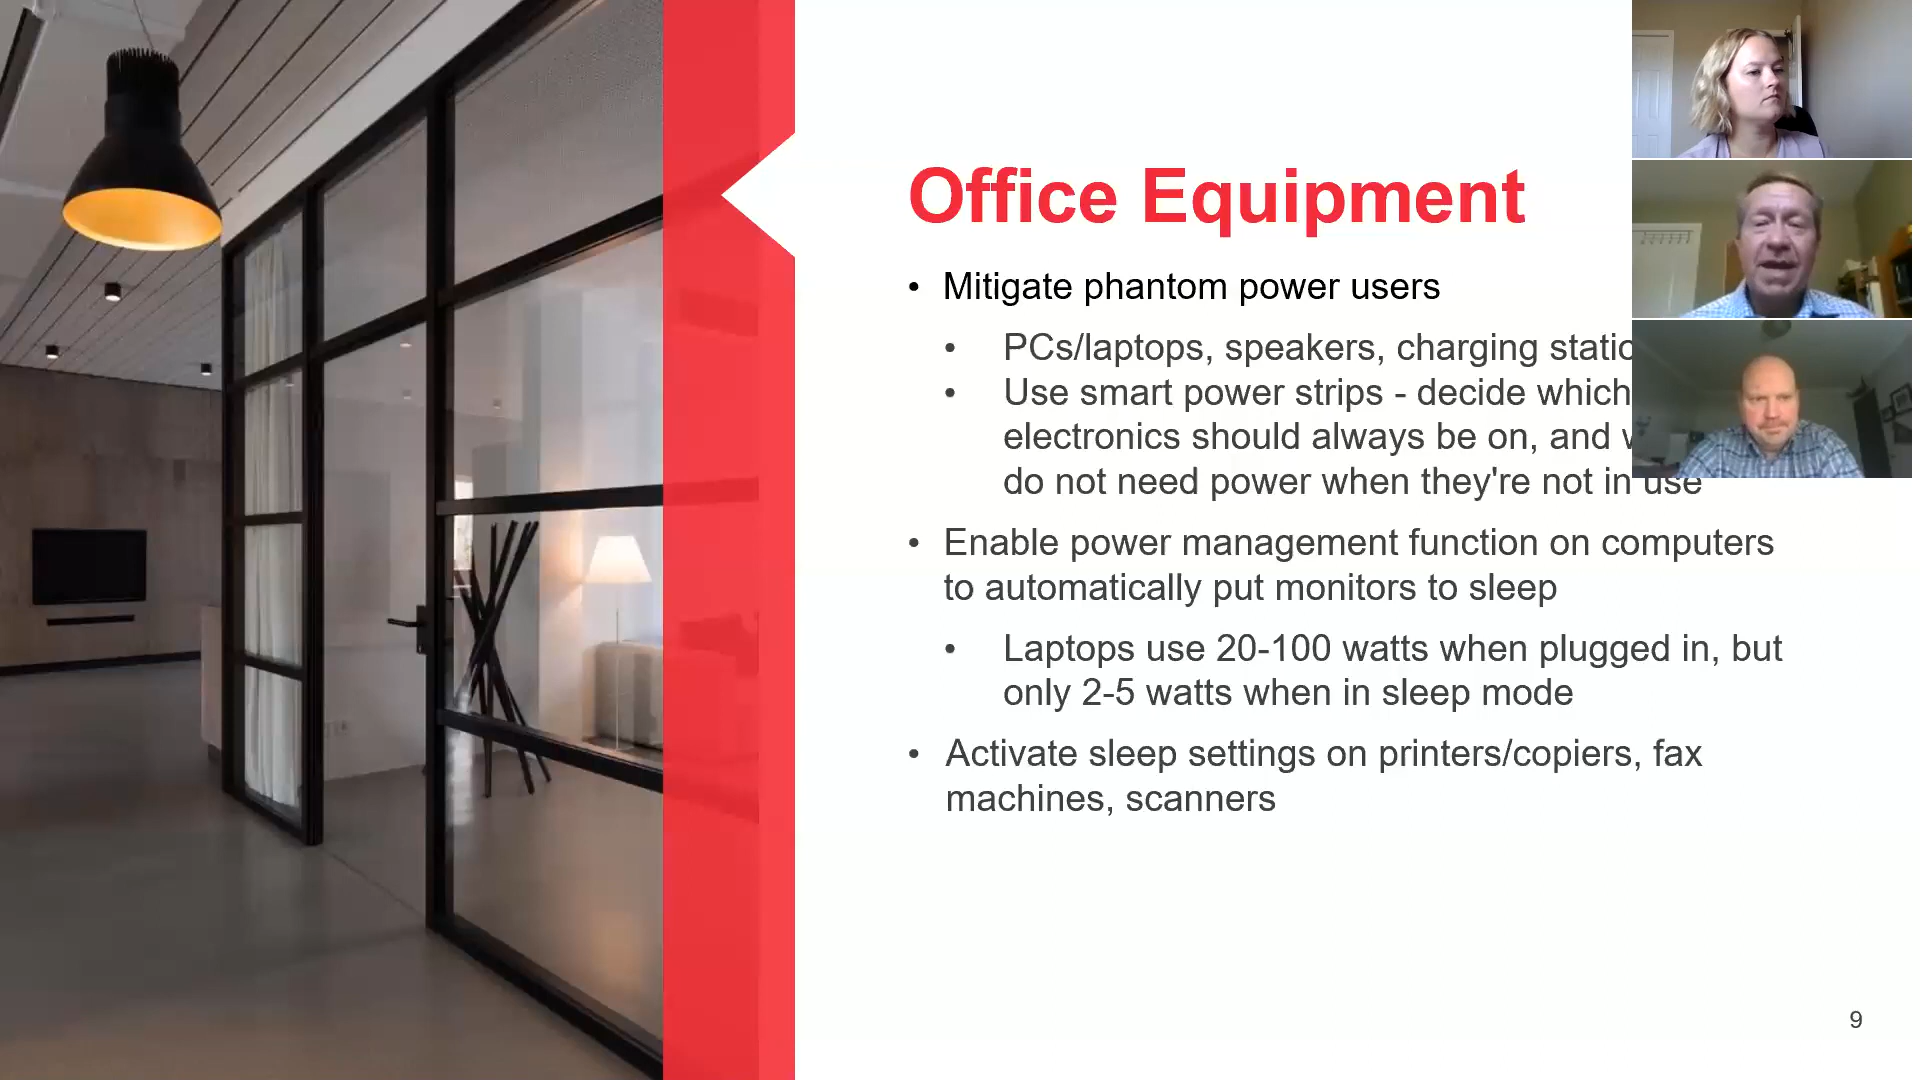 Office Equipment
• Mitigate phantom power users
• PCs/laptops, speakers, charging
• Use smart power strips - decide which
electronics should always be on, and
do not need power when they're not in use
• Enable power management function on computers
to automatically put monitors to sleep
• Laptops use 20-100 watts when plugged in, but
only 2-5 watts when in sleep mode
• Activate sleep settings on printers/copiers, fax
machines, scanners
9